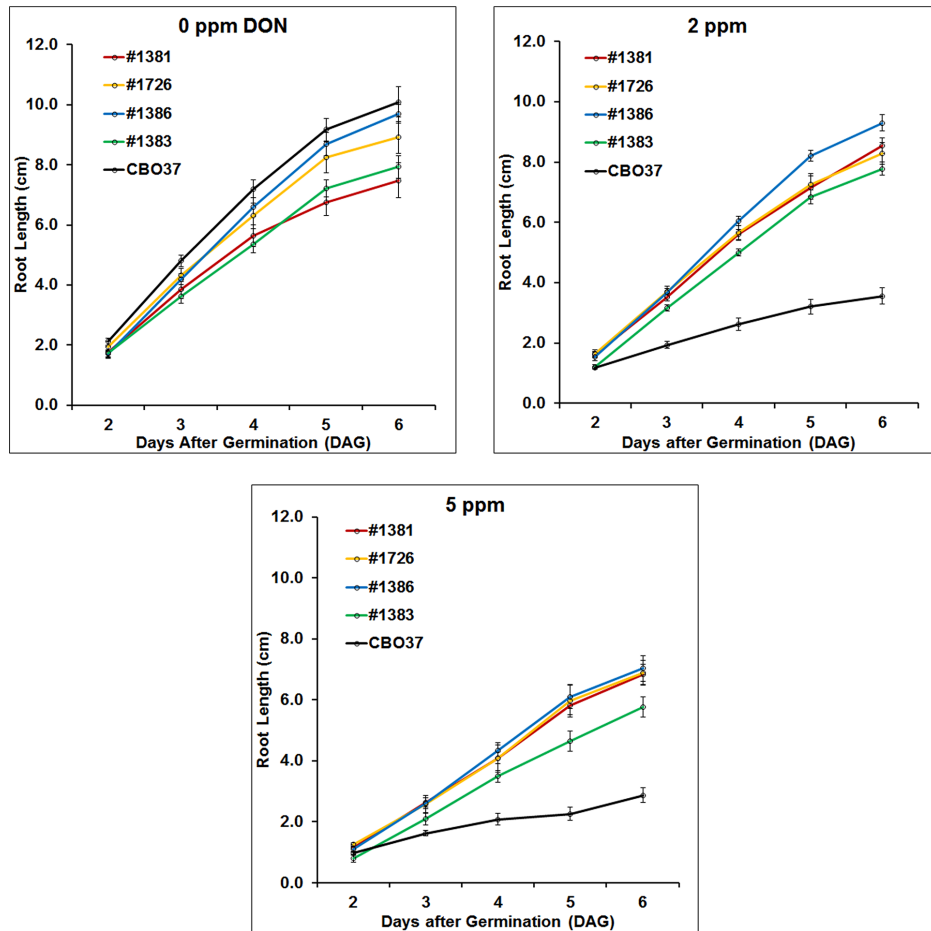 0 ppm DON
12.0
10.0
8.0
6.0
4.0
2.0
0.0
Root Length (cm)
#1381
#1726
#1386
#1383
CBO37
2 3 4 5 6
Days After Germination (DAG)
2 ppm
12.0
10.0
8.0
6.0
4.0
2.0
0.0
Root Length (cm)
#1381
#1726
#1386
#1383
CBO37
2 3 4 5 6
Days after Germination (DAG)
5 ppm
12.0
10.0
8.0
6.0
4.0
2.0
0.0
Root Length (cm)
#1381
#1726
#1386
#1383
CBO37
2 3 4 5 6
Days after Germination (DAG)